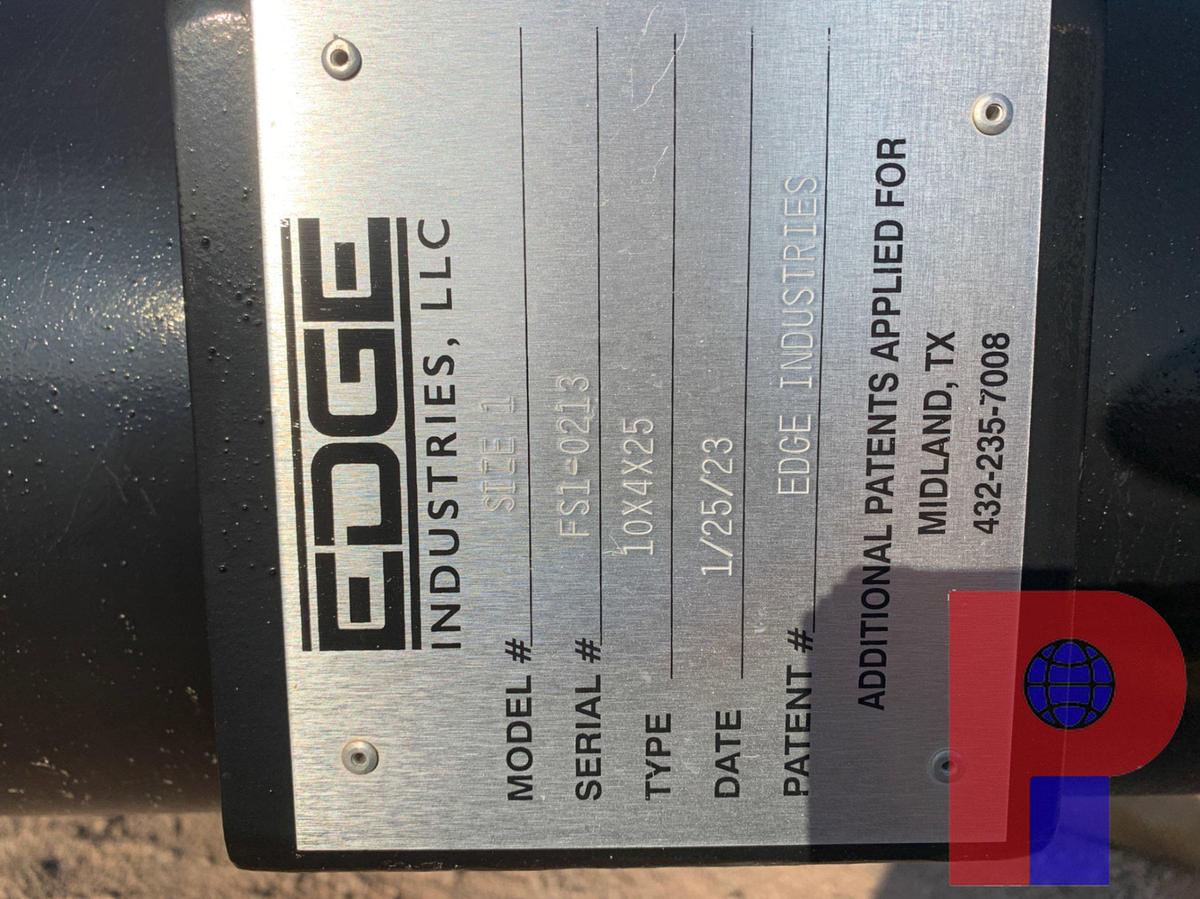 EDGE
INDUSTRIES, LLC
MODEL # SIZE 1
SERIAL # FS1-0213
TYPE 10X4X25
DATE 1/25/23
PATENT # EDGE INDUSTRIES
ADDITIONAL PATENTS APPLIED FOR
MIDLAND, TX
432-235-7008